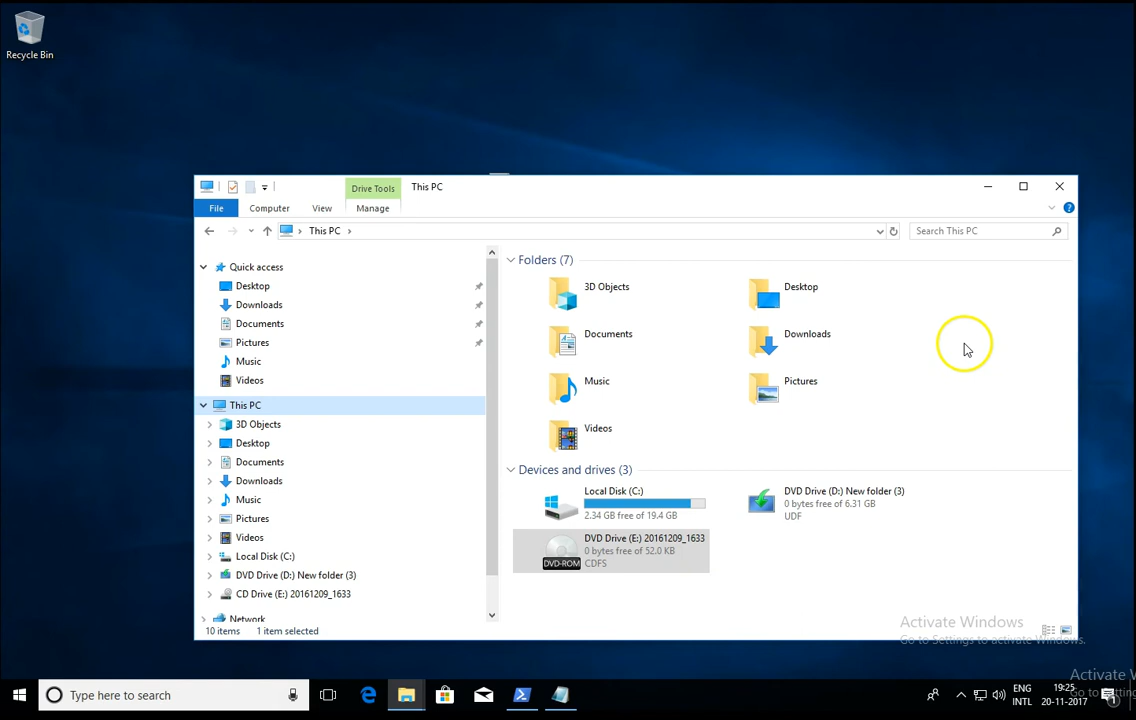 Recycle Bin
Drive Tools
This PC
File
Computer
View
Manage
This PC
Search This PC
Quick access
Desktop
Downloads
Documents
Pictures
Music
Videos
This PC
3D Objects
Desktop
Documents
Downloads
Music
Pictures
Videos
Local Disk (C:)
DVD Drive (D:) New folder (3)
CD Drive (E:) 20161209_1633
Network
10 items
1 item selected
Folders (7)
3D Objects
Desktop
Documents
Downloads
Music
Pictures
Videos
Devices and drives (3)
Local Disk (C:)
2.34 GB free of 19.4 GB
DVD Drive (D:) New folder (3)
0 bytes free of 6.31 GB
UDF
DVD Drive (E:) 20161209_1633
0 bytes free of 52.0 KB
CDFS
DVD-ROM
Activate Windows
Go to Settings to activate Windows.
Activate W
Go to
Type here to search
ENG
INTL
19:25
20-11-2017
1